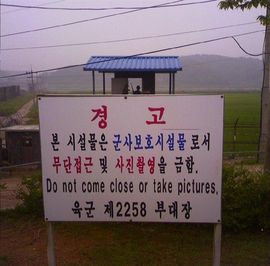 경 고
본 시설물은 군사보호시설물 로서
무단접근 및 사진촬영 을 금함.
Do not come close or take pictures.
육군 제2258 부대장